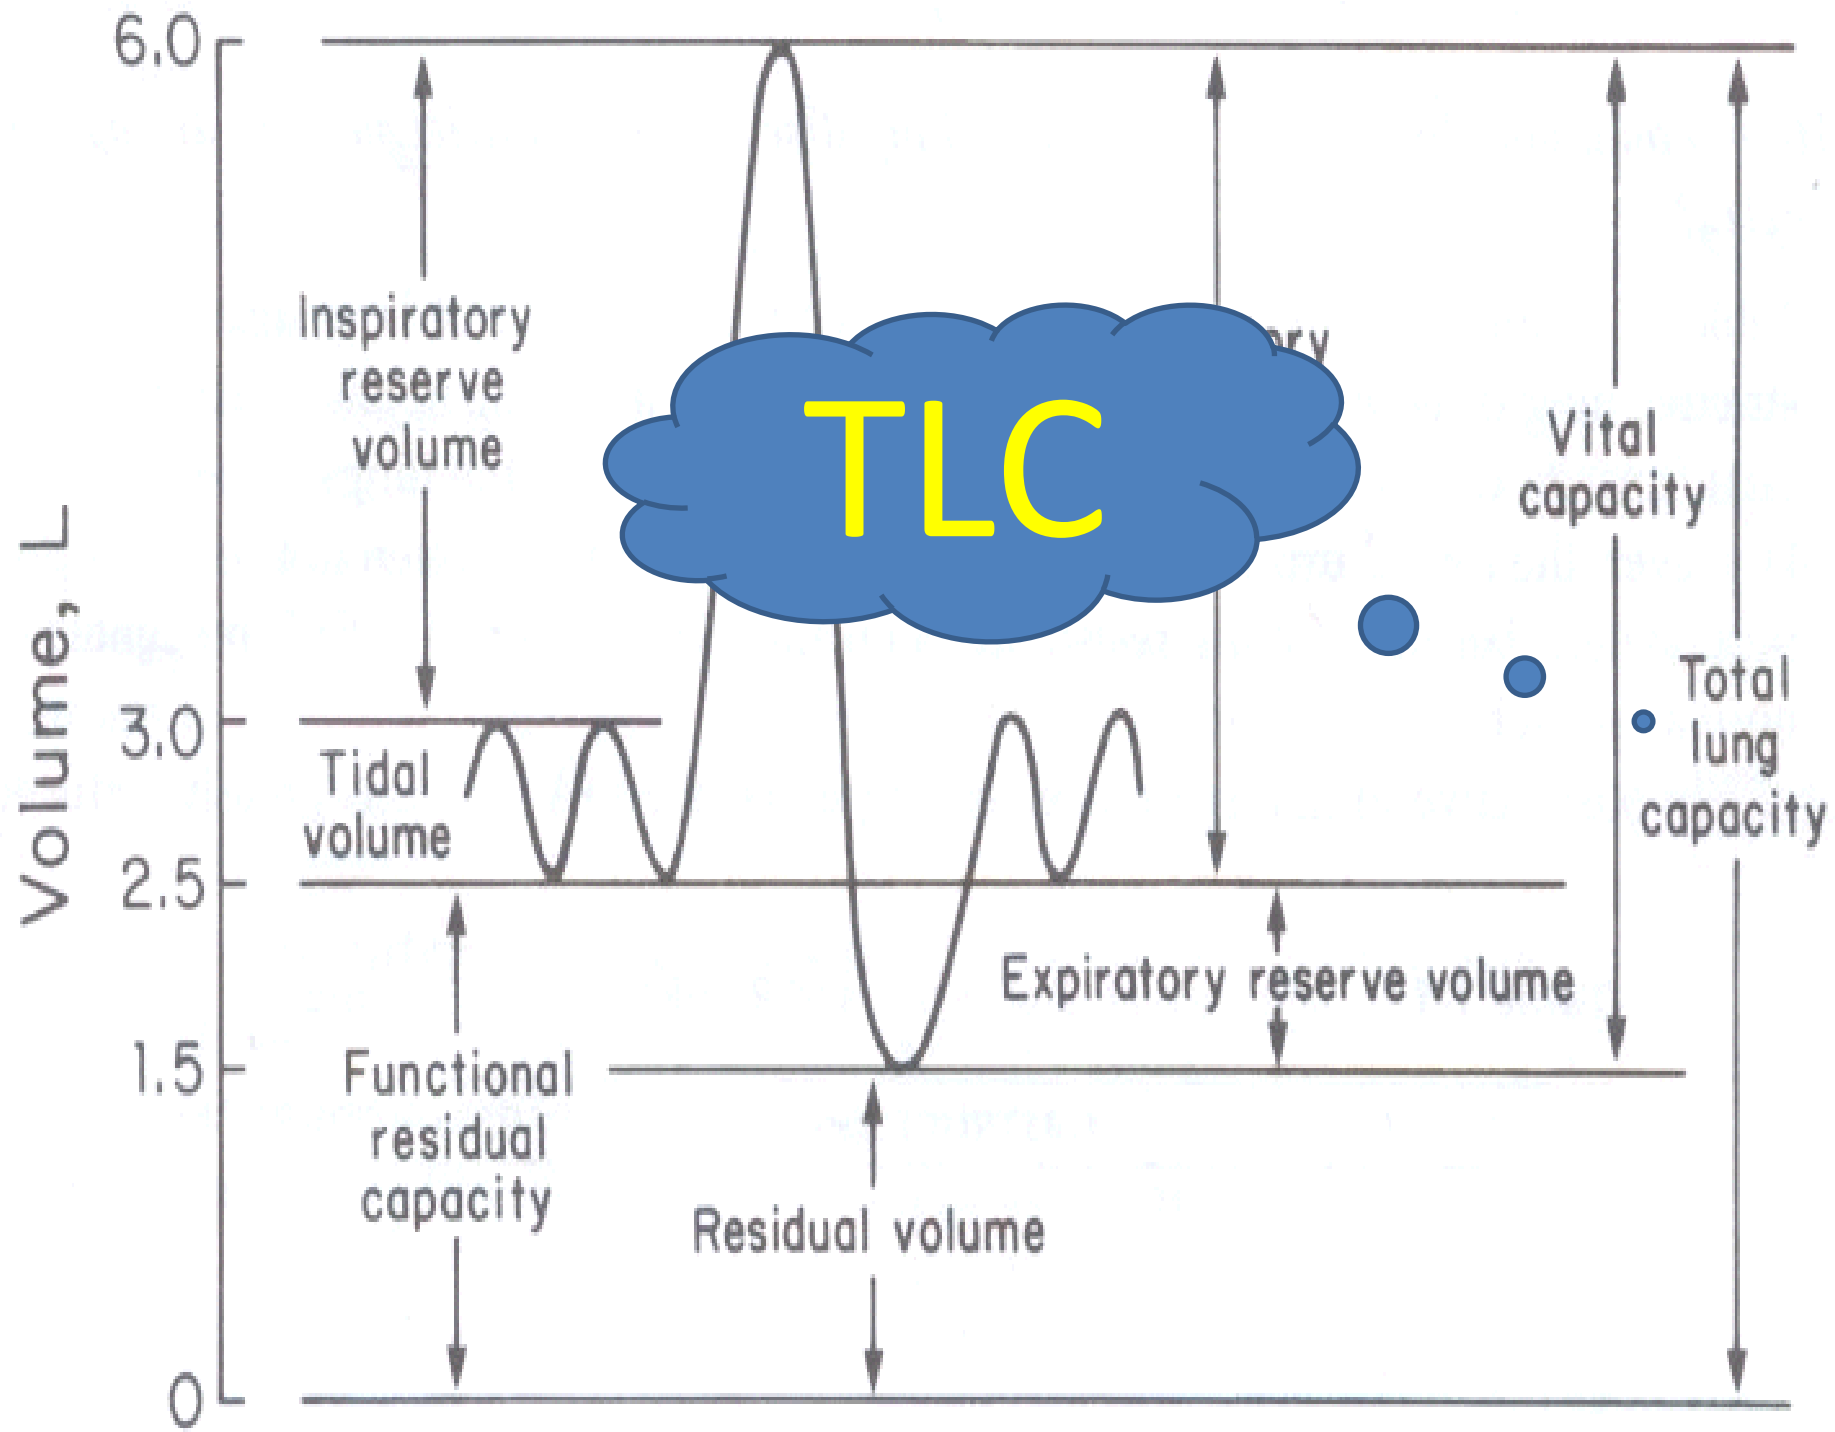 6.0
Inspiratory
reserve
volume
TLC
Vital
capacity
Volume, L
3.0
Tidal
volume
Total
lung
capacity
2.5
Expiratory reserve volume
1.5
Functional
residual
capacity
Residual volume
0